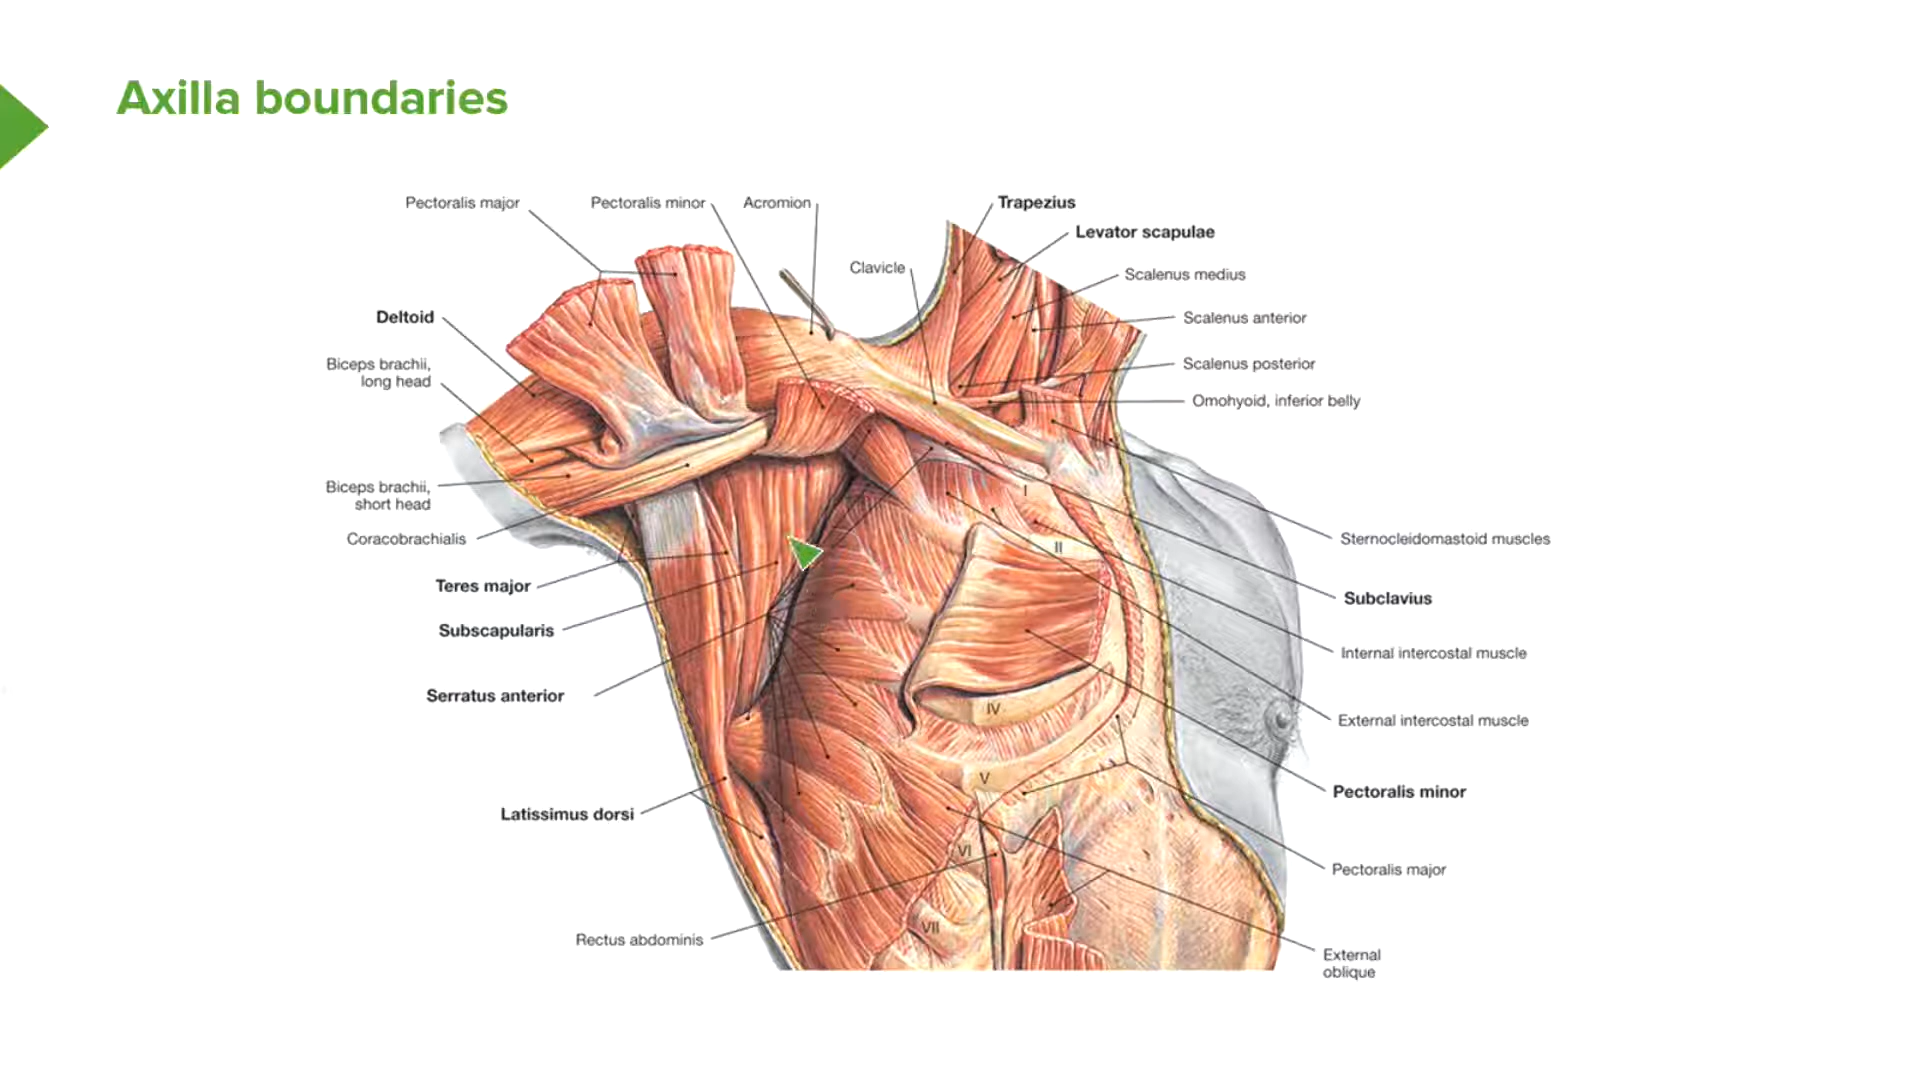 Axilla boundaries
Pectoralis major
Pectoralis minor
Acromion
Trapezius
Levator scapulae
Clavicle
Scalenus medius
Deltoid
Scalenus anterior
Biceps brachii,
long head
Scalenus posterior
Omohyoid, inferior belly
Biceps brachii,
short head
I
Coracobrachialis
Sternocleidomastoid muscles
II
Teres major
Subclavius
Subscapularis
Internal intercostal muscle
Serratus anterior
IV
External intercostal muscle
V
Pectoralis minor
Latissimus dorsi
VI
Pectoralis major
VII
Rectus abdominis
External
oblique